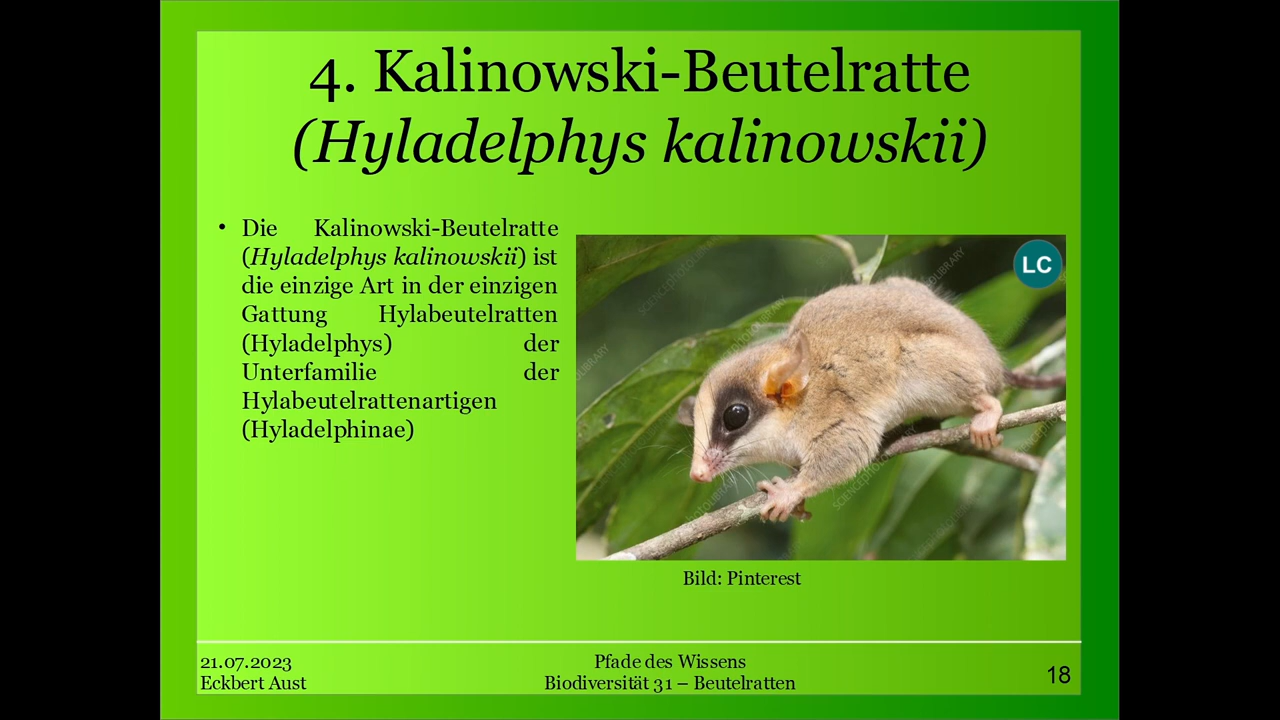 4. Kalinowski-Beutelratte
(Hyladelphys kalinowskii)
• Die Kalinowski-Beutelratte
(Hyladelphys kalinowskii) ist
die einzige Art in der einzigen
Gattung Hylabeutelratten
(Hyladelphys) der
Unterfamilie der
Hylabeutelrattenartigen
(Hyladelphinae)
LC
SCIENCEPHOTOLIBRARY
Bild: Pinterest
21.07.2023
Eckbert Aust
Pfade des Wissens
Biodiversität 31 – Beutelratten
18